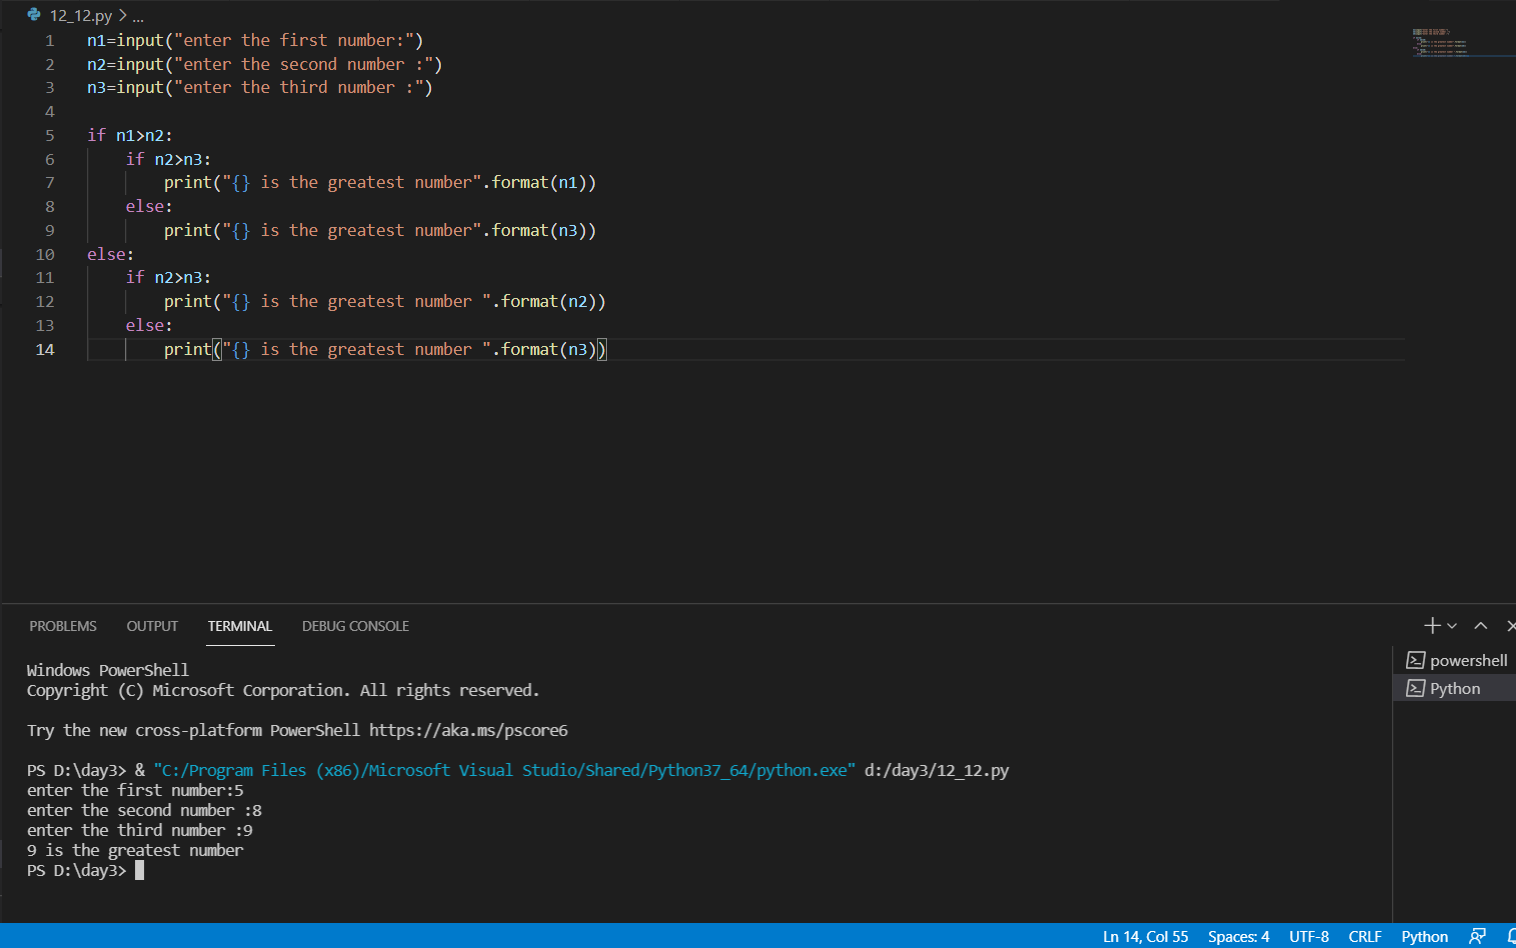 12_12.py > ...
1 n1=input("enter the first number:")
2 n2=input("enter the second number :")
3 n3=input("enter the third number :")
4
5 if n1>n2:
6     if n2>n3:
7         print("{} is the greatest number".format(n1))
8     else:
9         print("{} is the greatest number".format(n3))
10 else:
11     if n2>n3:
12         print("{} is the greatest number ".format(n2))
13     else:
14         print("{} is the greatest number ".format(n3))
PROBLEMS OUTPUT TERMINAL DEBUG CONSOLE
Windows PowerShell
Copyright (C) Microsoft Corporation. All rights reserved.
Try the new cross-platform PowerShell https://aka.ms/pscore6
PS D:\day3> & "C:/Program Files (x86)/Microsoft Visual Studio/Shared/Python37_64/python.exe" d:/day3/12_12.py
enter the first number:5
enter the second number :8
enter the third number :9
9 is the greatest number
PS D:\day3>
powershell
Python
Ln 14, Col 55 Spaces: 4 UTF-8 CRLF Python